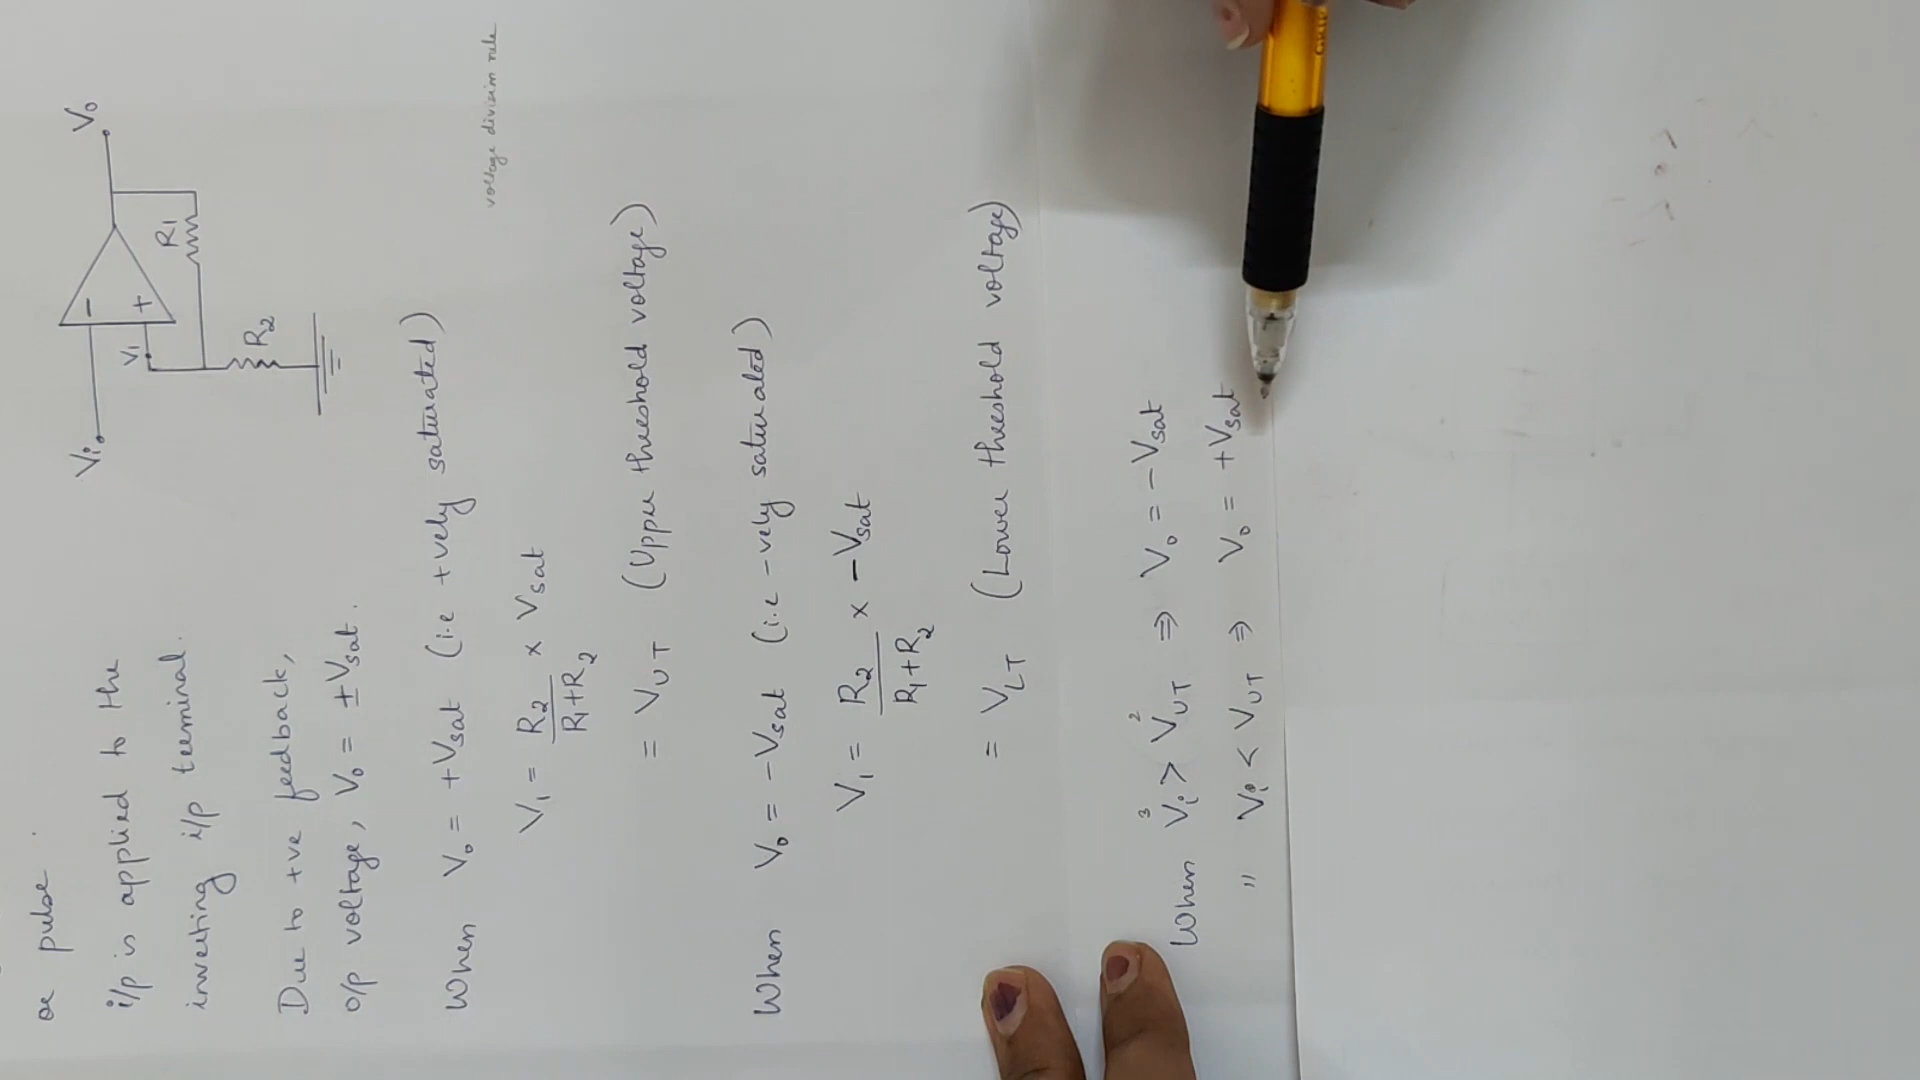 or pulse.
i/p is applied to the
inverting i/p terminal.
Due to +ve feedback,
o/p voltage, V₀ = ±Vsat.
Vi
V₀
−
+
V₁
R₁
R₂
When V₀ = +Vsat (i.e +vely saturated)
voltage division rule
V₁ = R₂/(R₁+R₂) × Vsat
= VUT (Upper threshold voltage)
When V₀ = −Vsat (i.e −vely saturated)
V₁ = R₂/(R₁+R₂) × −Vsat
= VLT (Lower threshold voltage)
3 2
When Vi > VUT ⇒ V₀ = −Vsat
" Vi < VUT ⇒ V₀ = +Vsat